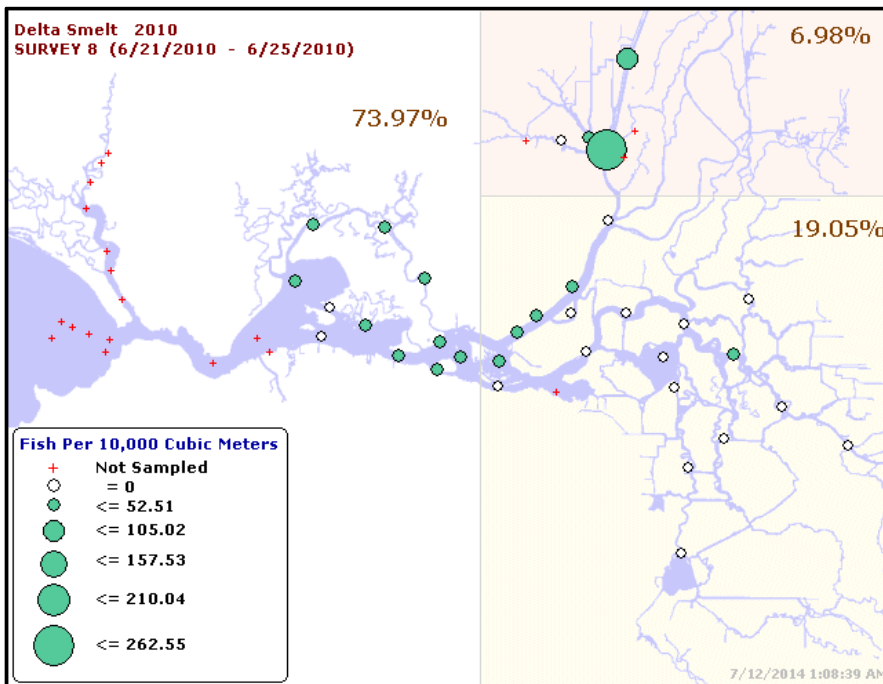 Delta Smelt 2010
SURVEY 8 (6/21/2010 - 6/25/2010)
6.98%
73.97%
19.05%
Fish Per 10,000 Cubic Meters
Not Sampled
= 0
<= 52.51
<= 105.02
<= 157.53
<= 210.04
<= 262.55
7/12/2014 1:08:39 AM